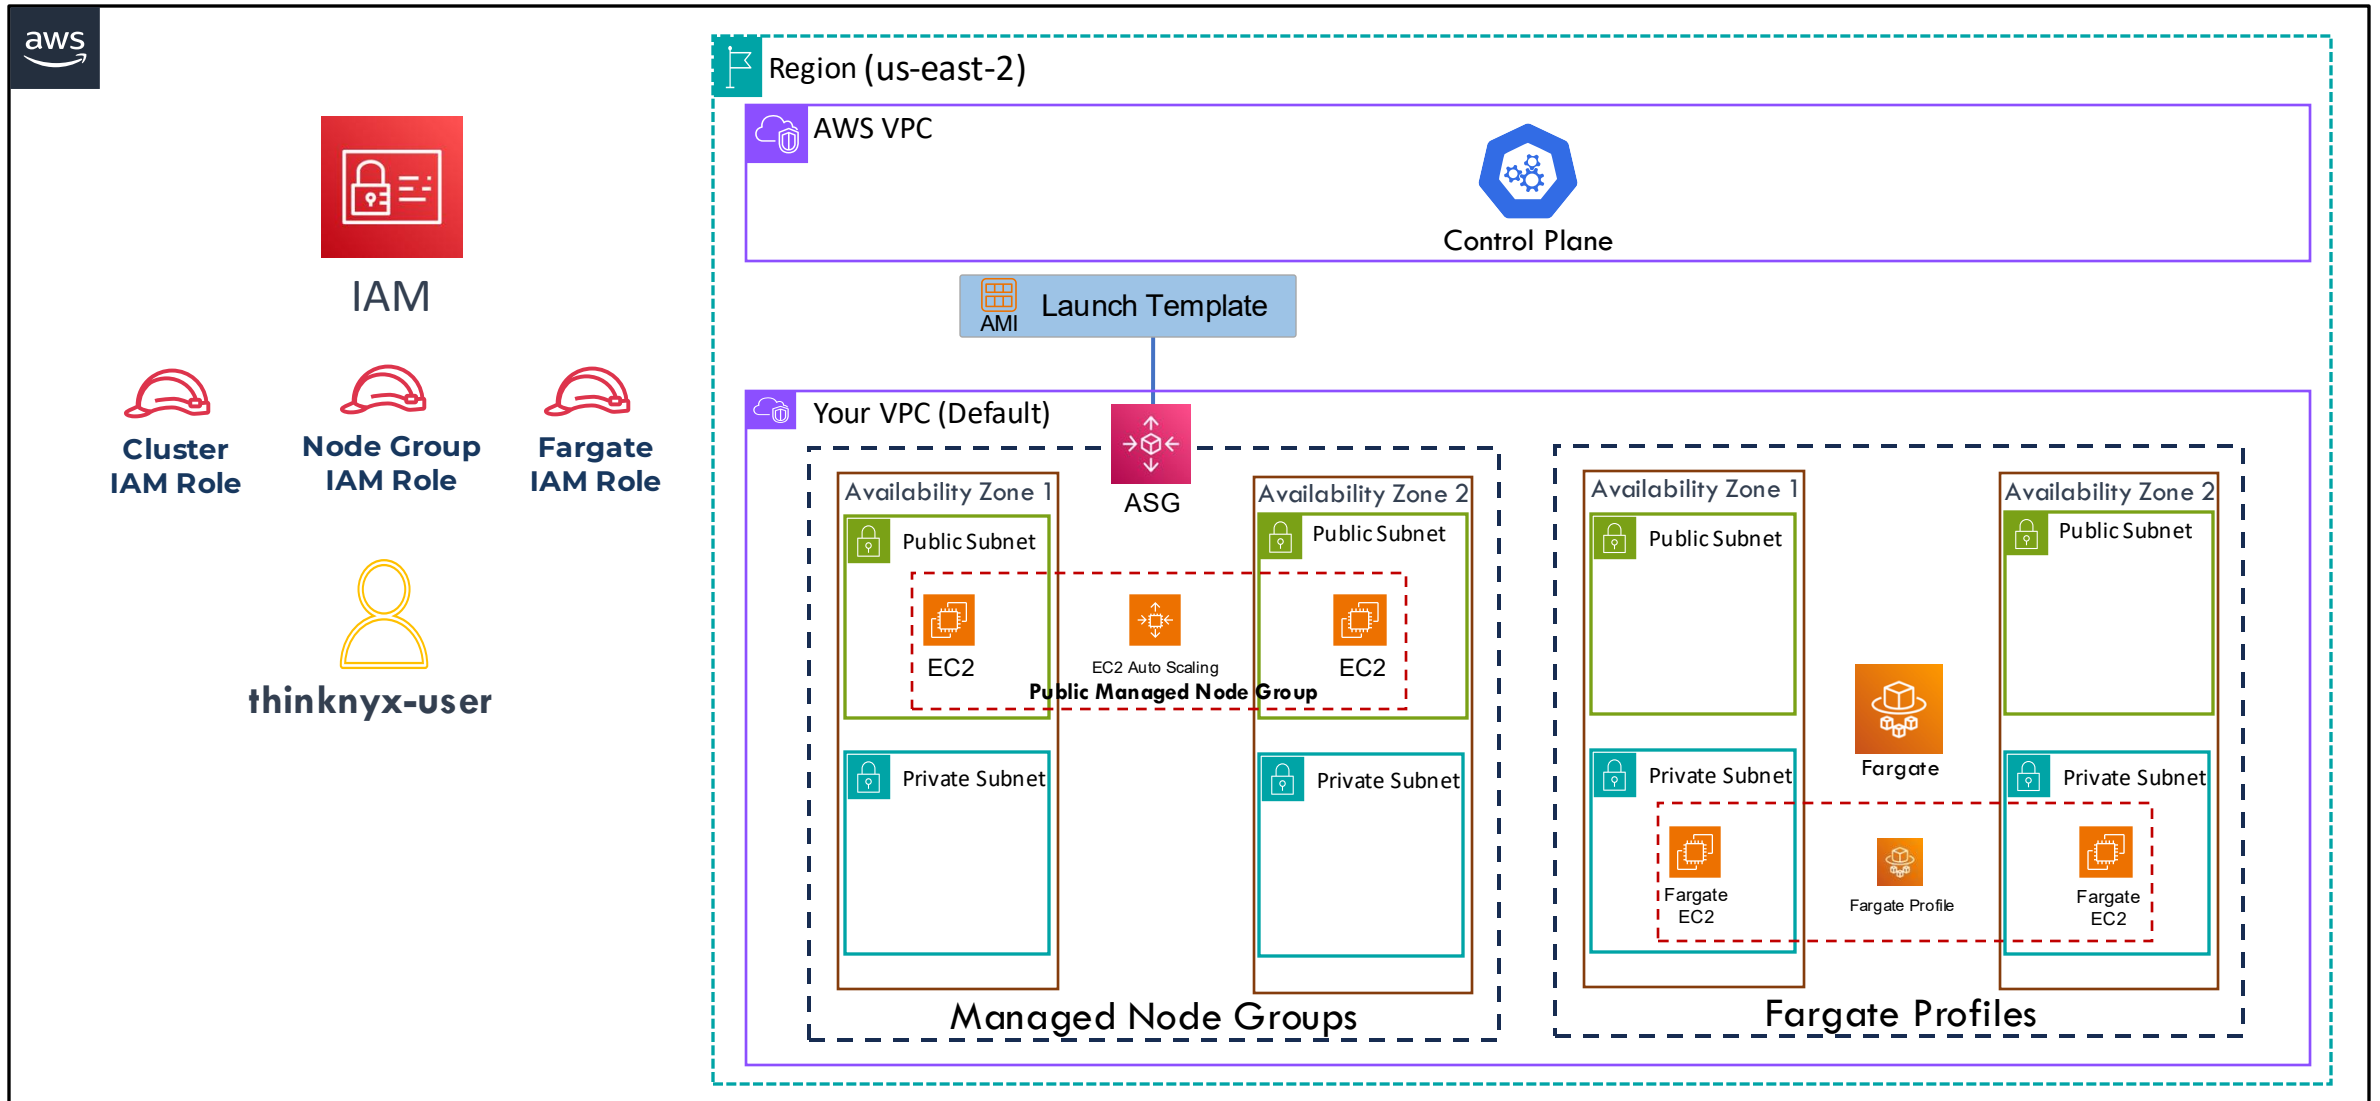 aws
Region (us-east-2)
AWS VPC
Control Plane
IAM
AMI
Launch Template
Cluster
IAM Role
Node Group
IAM Role
Fargate
IAM Role
thinknyx-user
Your VPC (Default)
ASG
Availability Zone 1
Public Subnet
EC2
Private Subnet
EC2 Auto Scaling
Public Managed Node Group
Availability Zone 2
Public Subnet
EC2
Private Subnet
Managed Node Groups
Availability Zone 1
Public Subnet
Private Subnet
Fargate
EC2
Fargate
Fargate Profile
Availability Zone 2
Public Subnet
Private Subnet
Fargate
EC2
Fargate Profiles